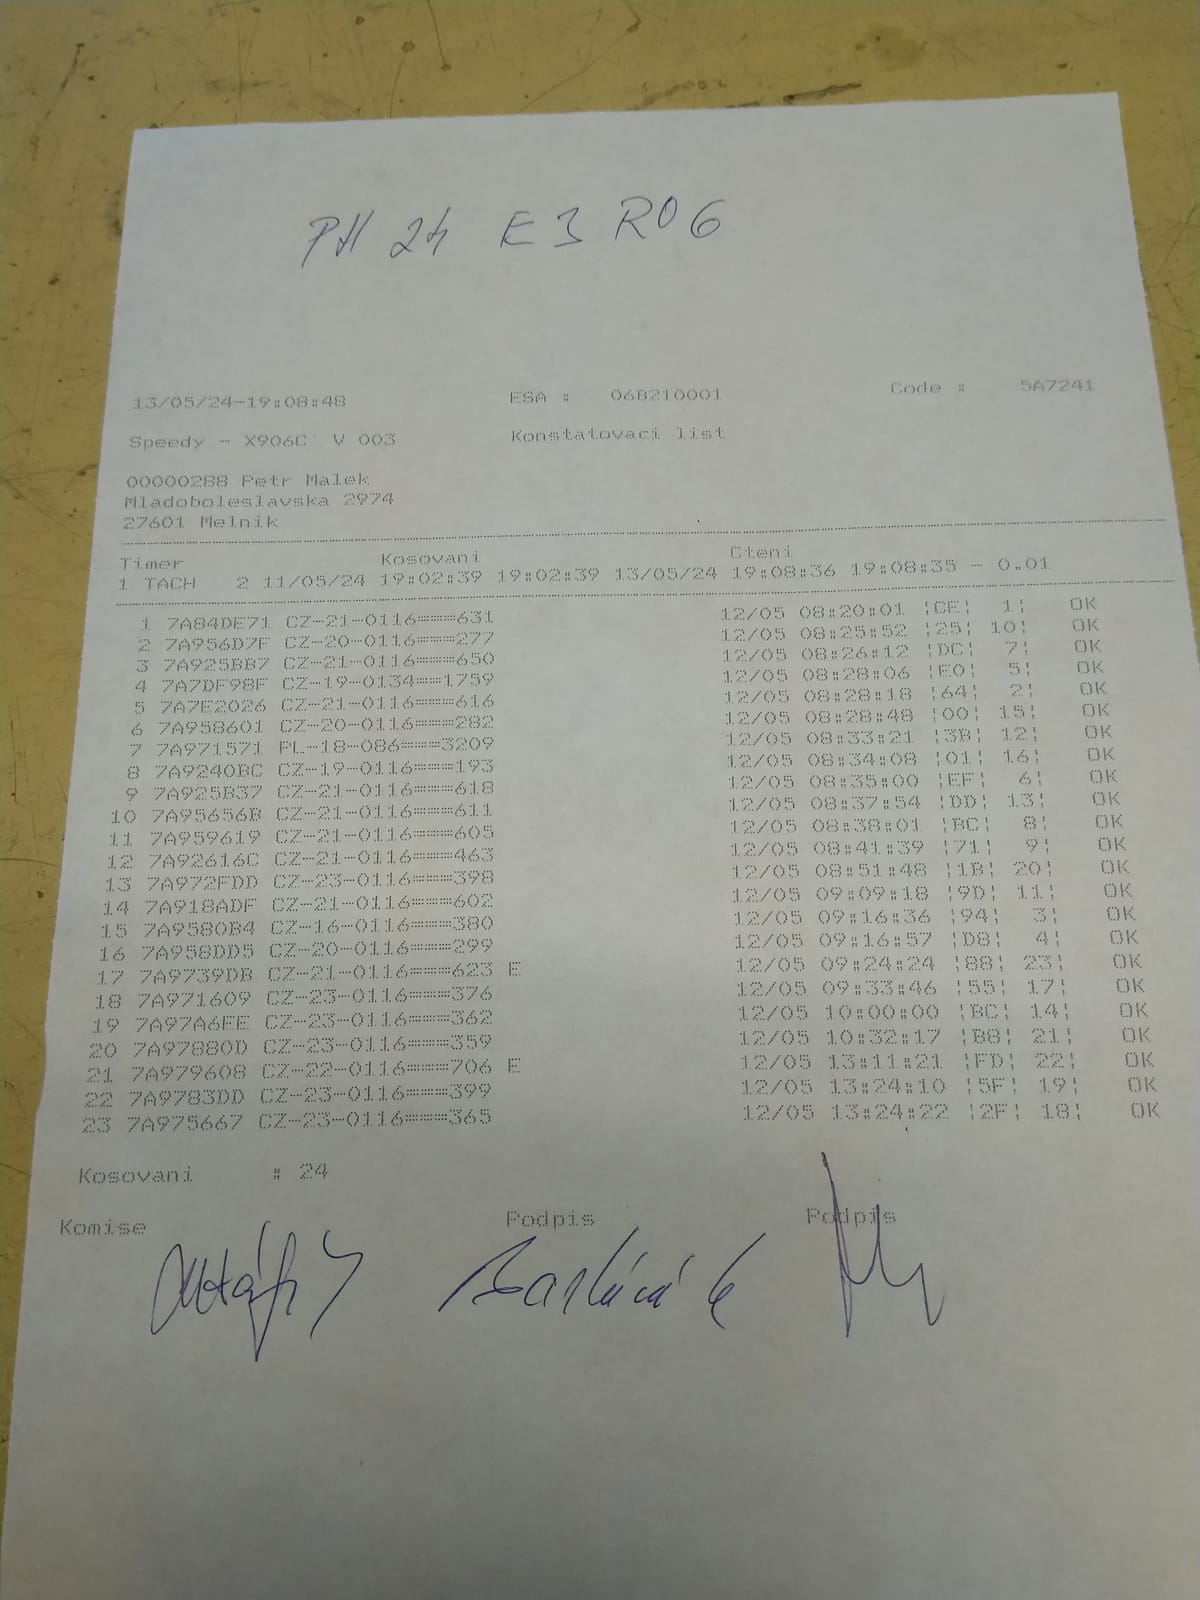 PH 24 E3 R06
13/05/24-19:08:48 ESA : 06B210001 Code : 5A7241
Speedy - X906C V 003 Konstatovaci list
00000288 Petr Malek
Mladoboleslavska 2974
27601 Melnik
Timer Kosovani Cteni
1 TACH 2 11/05/24 19:02:39 19:02:39 13/05/24 19:08:36 19:08:35 - 0.01
1 7A84DE71 CZ-21-0116===631 12/05 08:20:01 ¦CE¦ 1¦ OK
2 7A956D7F CZ-20-0116===277 12/05 08:25:52 ¦25¦ 10¦ OK
3 7A925BB7 CZ-21-0116===650 12/05 08:26:12 ¦DC¦ 7¦ OK
4 7A7DF98F CZ-19-0134==1759 12/05 08:28:06 ¦E0¦ 5¦ OK
5 7A7E2026 CZ-21-0116===616 12/05 08:28:18 ¦64¦ 2¦ OK
6 7A958601 CZ-20-0116===282 12/05 08:28:48 ¦00¦ 15¦ OK
7 7A971571 PL-18-086===3209 12/05 08:33:21 ¦3B¦ 12¦ OK
8 7A9240BC CZ-19-0116===193 12/05 08:34:08 ¦01¦ 16¦ OK
9 7A925B37 CZ-21-0116===618 12/05 08:35:00 ¦EF¦ 6¦ OK
10 7A95656B CZ-21-0116===611 12/05 08:37:54 ¦DD¦ 13¦ OK
11 7A959619 CZ-21-0116===605 12/05 08:38:01 ¦BC¦ 8¦ OK
12 7A92616C CZ-21-0116===463 12/05 08:41:39 ¦71¦ 9¦ OK
13 7A972FDD CZ-23-0116===398 12/05 08:51:48 ¦1B¦ 20¦ OK
14 7A918ADF CZ-21-0116===602 12/05 09:09:18 ¦9D¦ 11¦ OK
15 7A9580B4 CZ-16-0116===380 12/05 09:16:36 ¦94¦ 3¦ OK
16 7A958DD5 CZ-20-0116===299 12/05 09:16:57 ¦D8¦ 4¦ OK
17 7A9739DB CZ-21-0116===623 E 12/05 09:24:24 ¦88¦ 23¦ OK
18 7A971609 CZ-23-0116===376 12/05 09:33:46 ¦55¦ 17¦ OK
19 7A97A6EE CZ-23-0116===362 12/05 10:00:00 ¦BC¦ 14¦ OK
20 7A97880D CZ-23-0116===359 12/05 10:32:17 ¦B8¦ 21¦ OK
21 7A979608 CZ-22-0116===706 E 12/05 13:11:21 ¦FD¦ 22¦ OK
22 7A9783DD CZ-23-0116===399 12/05 13:24:10 ¦5F¦ 19¦ OK
23 7A975667 CZ-23-0116===365 12/05 13:24:22 ¦2F¦ 18¦ OK
Kosovani : 24
Komise Podpis Podpis